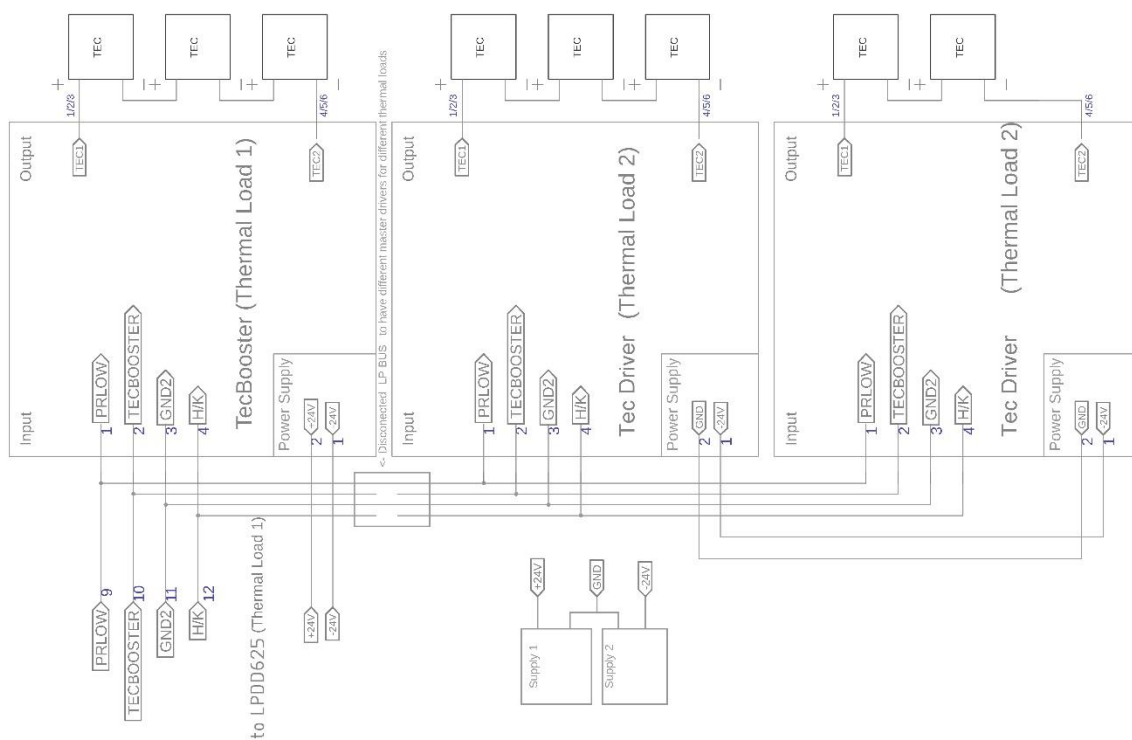 TEC
TEC
TEC
TEC
TEC
TEC
TEC
TEC
+
-
+
-
+
-
+
-
+
-
+
-
+
-
+
-
1/2/3
4/5/6
1/2/3
4/5/6
1/2/3
4/5/6
Output
TEC1
TEC2
Output
TEC1
TEC2
Output
TEC1
TEC2
TecBooster (Thermal Load 1)
<- Disconected LP BUS to have different master drivers for different thermal loads
Tec Driver (Thermal Load 2)
Tec Driver (Thermal Load 2)
Input
PRLOW
TECBOOSTER
GND2
H/K
1
2
3
4
Power Supply
+24V
-24V
2
1
Input
PRLOW
TECBOOSTER
GND2
H/K
1
2
3
4
Power Supply
GND
-24V
2
1
Input
PRLOW
TECBOOSTER
GND2
H/K
1
2
3
4
Power Supply
GND
-24V
2
1
9
10
11
12
PRLOW
TECBOOSTER
GND2
H/K
to LPDD625 (Thermal Load 1)
+24V
-24V
+24V
GND
-24V
Supply 1
Supply 2